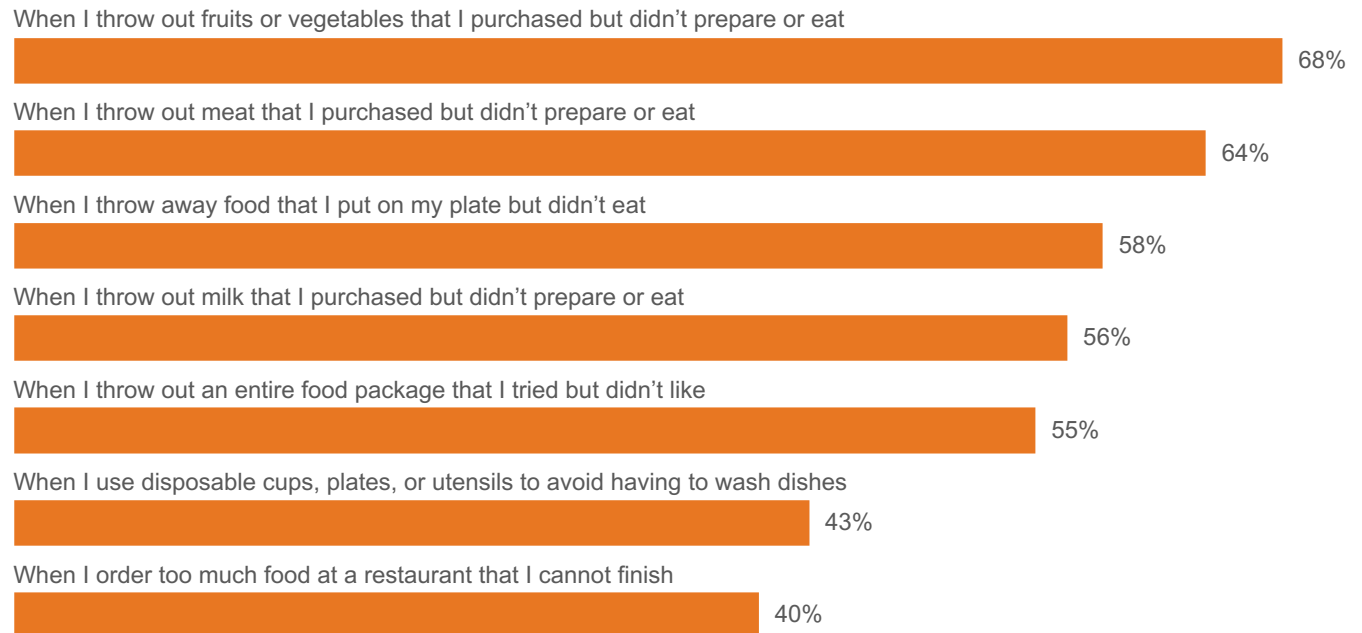 When I throw out fruits or vegetables that I purchased but didn’t prepare or eat
68%
When I throw out meat that I purchased but didn’t prepare or eat
64%
When I throw away food that I put on my plate but didn’t eat
58%
When I throw out milk that I purchased but didn’t prepare or eat
56%
When I throw out an entire food package that I tried but didn’t like
55%
When I use disposable cups, plates, or utensils to avoid having to wash dishes
43%
When I order too much food at a restaurant that I cannot finish
40%